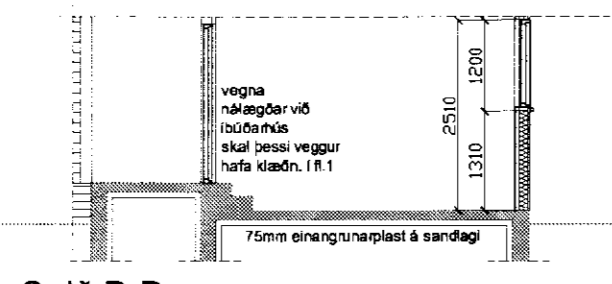 vegna
nálægðar við
íbúðarhús
skal þessi veggur
hafa klæðn. í fl.1
2510
1200
1310
75mm einangrunarplast á sandlagi